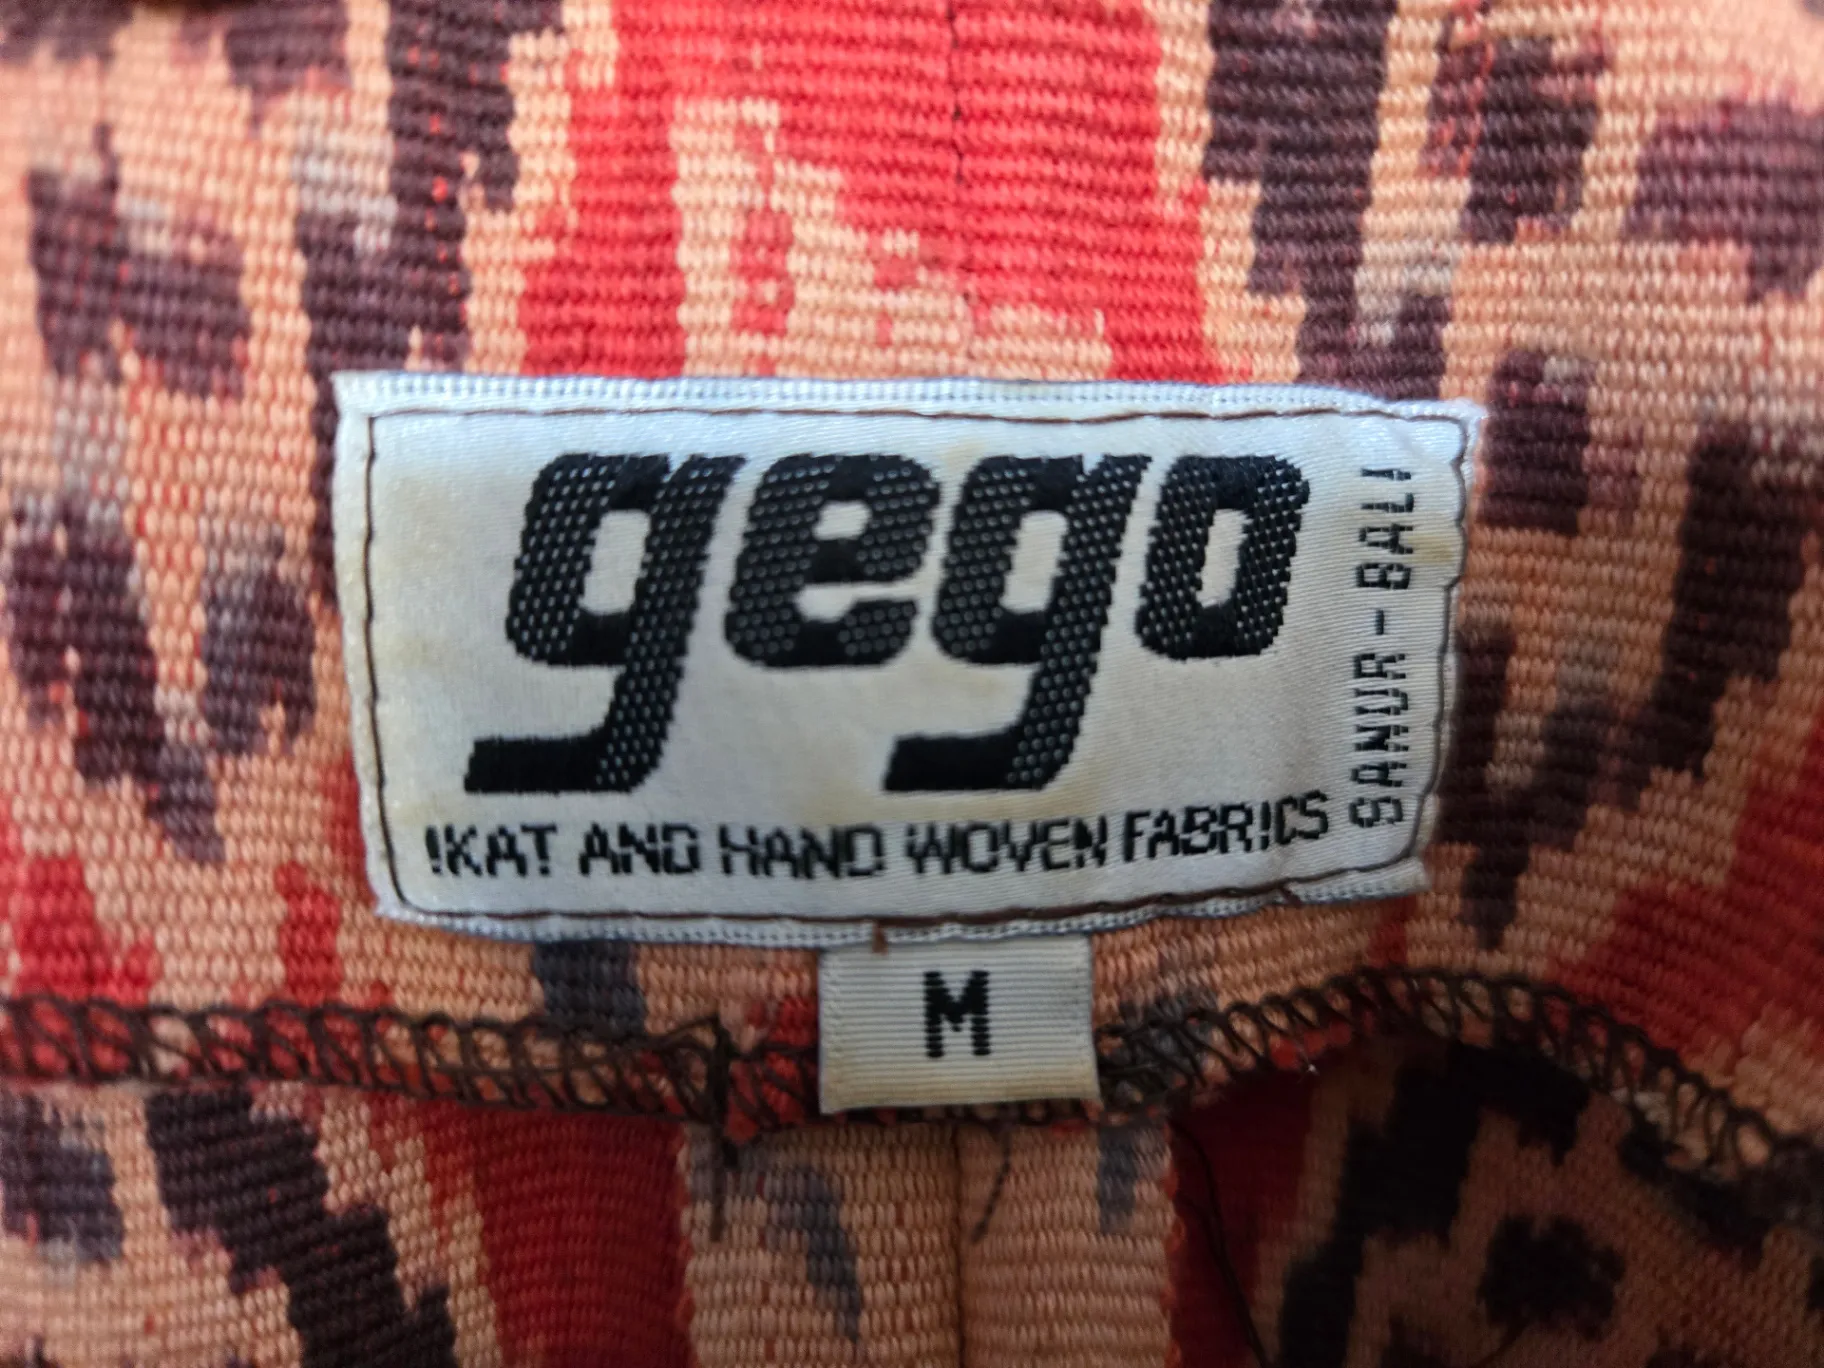 gego
IKAT AND HAND WOVEN FABRICS
SANUR-BALI
M